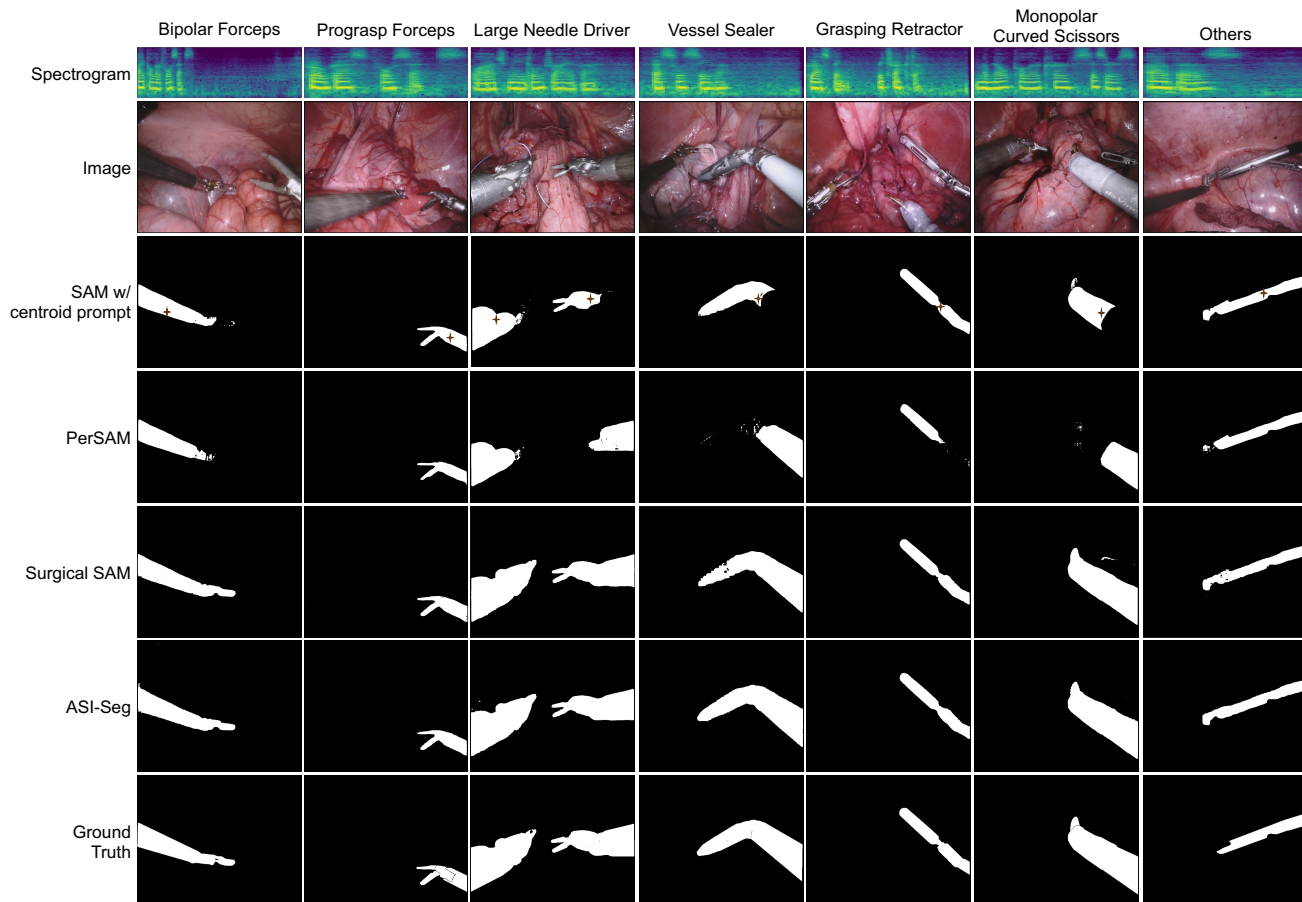 Bipolar Forceps
Prograsp Forceps
Large Needle Driver
Vessel Sealer
Grasping Retractor
Monopolar
Curved Scissors
Others
Spectrogram
Image
SAM w/
centroid prompt
PerSAM
Surgical SAM
ASI-Seg
Ground
Truth